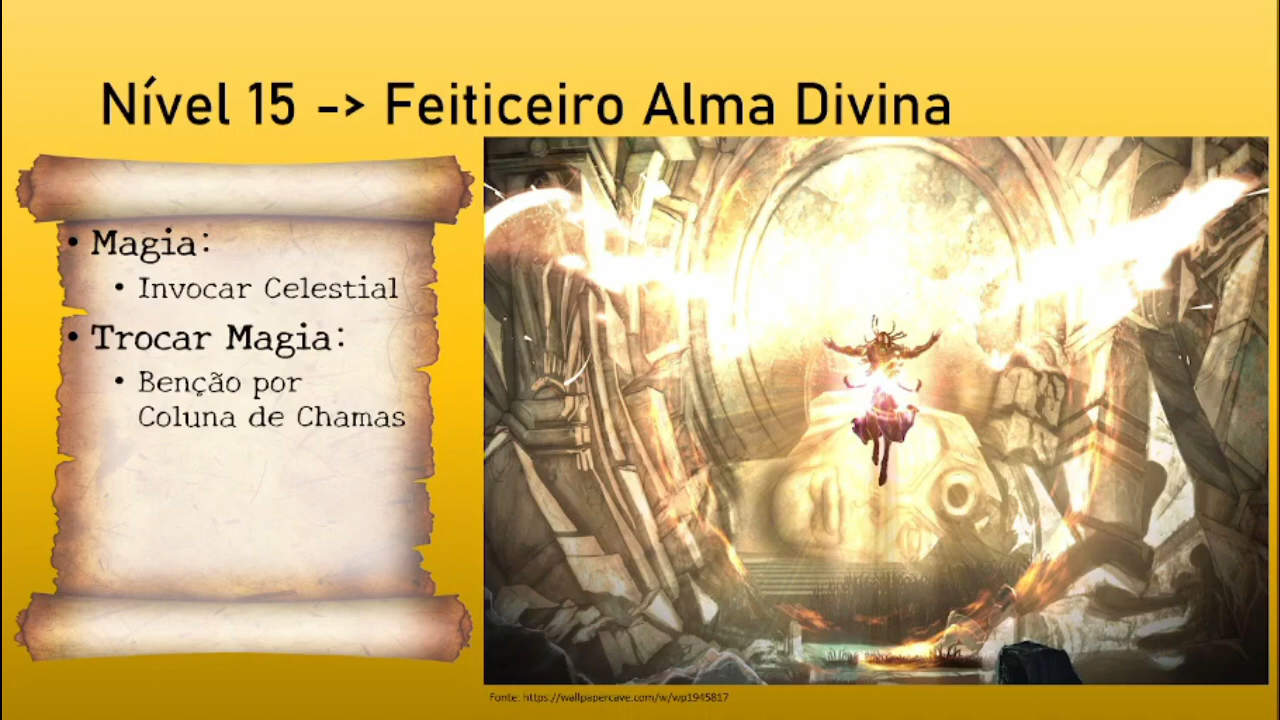 Nível 15 -> Feiticeiro Alma Divina
• Magia:
• Invocar Celestial
• Trocar Magia:
• Benção por
Coluna de Chamas
Fonte: https://wallpapercave.com/w/wp1945817